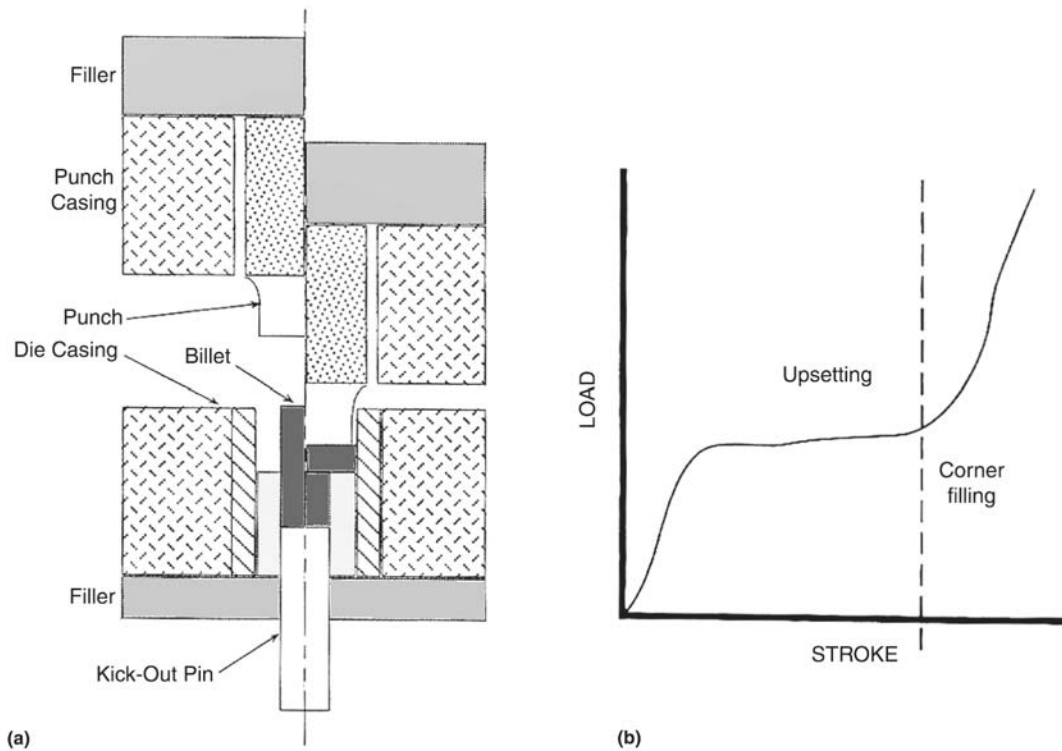 Filler
Punch
Casing
Punch
Die Casing
Billet
Filler
Kick-Out Pin
(a)
LOAD
Upsetting
Corner
filling
STROKE
(b)